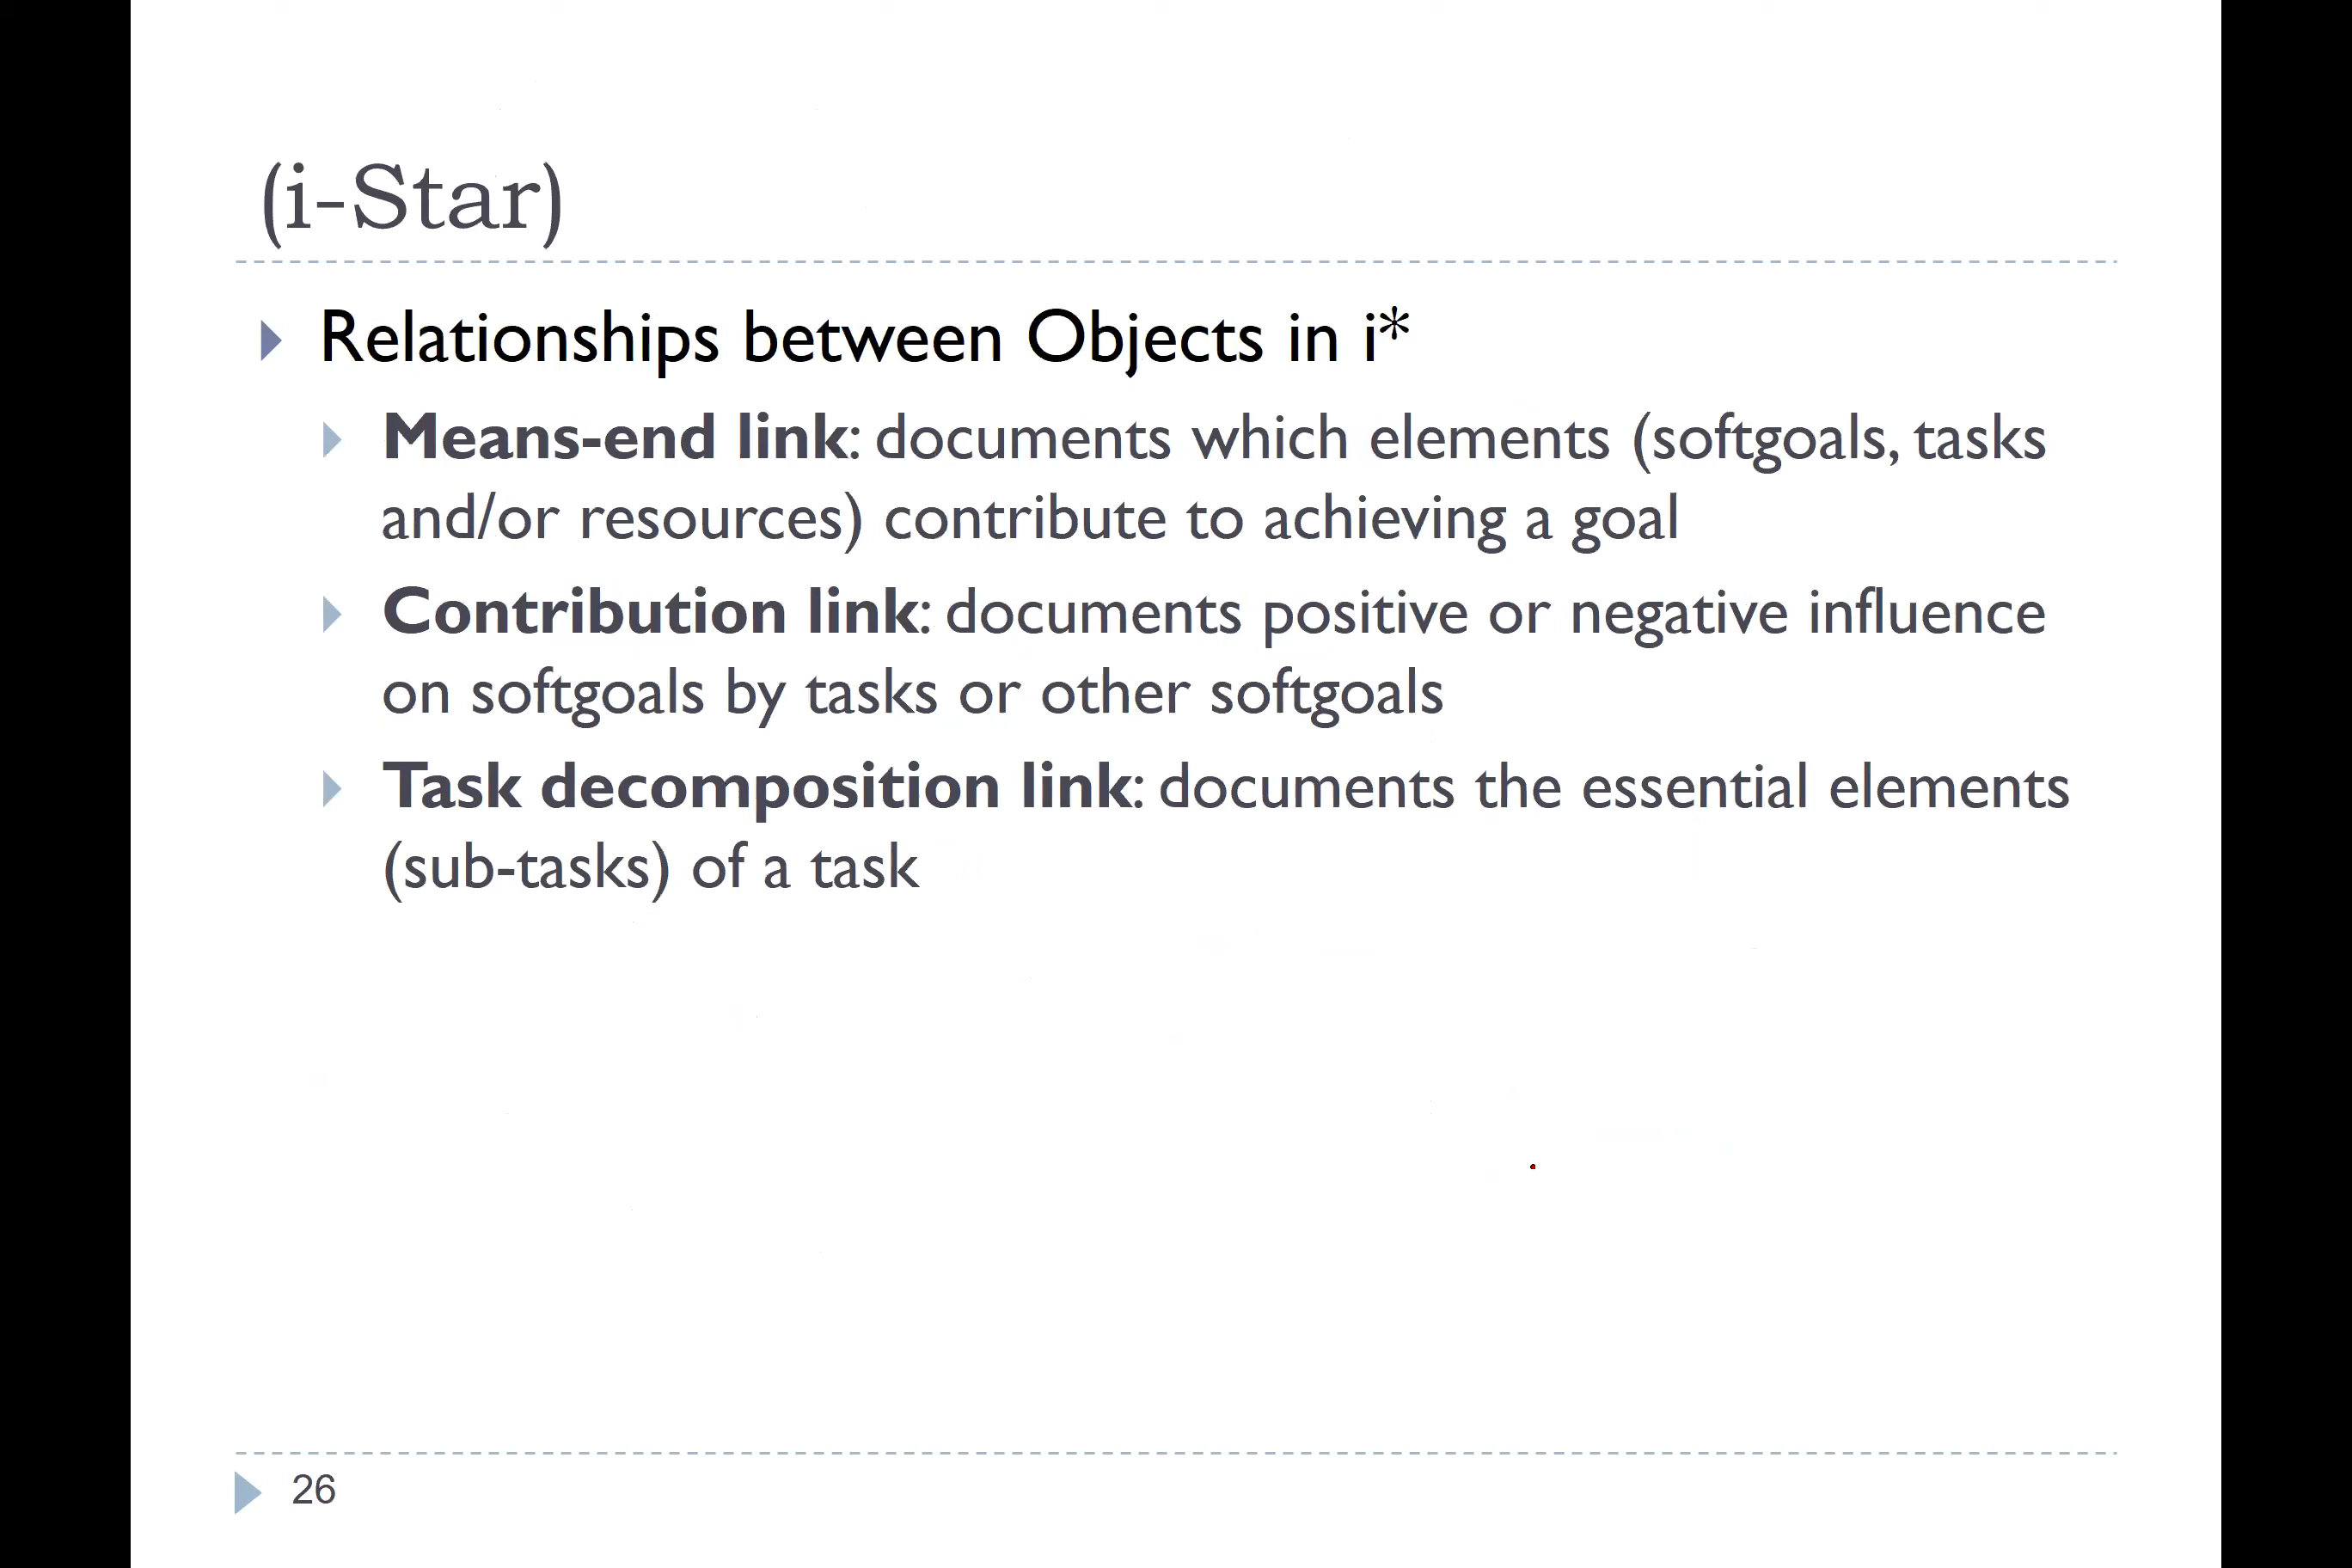 (i-Star)
Relationships between Objects in i*
Means-end link: documents which elements (softgoals, tasks
and/or resources) contribute to achieving a goal
Contribution link: documents positive or negative influence
on softgoals by tasks or other softgoals
Task decomposition link: documents the essential elements
(sub-tasks) of a task
26